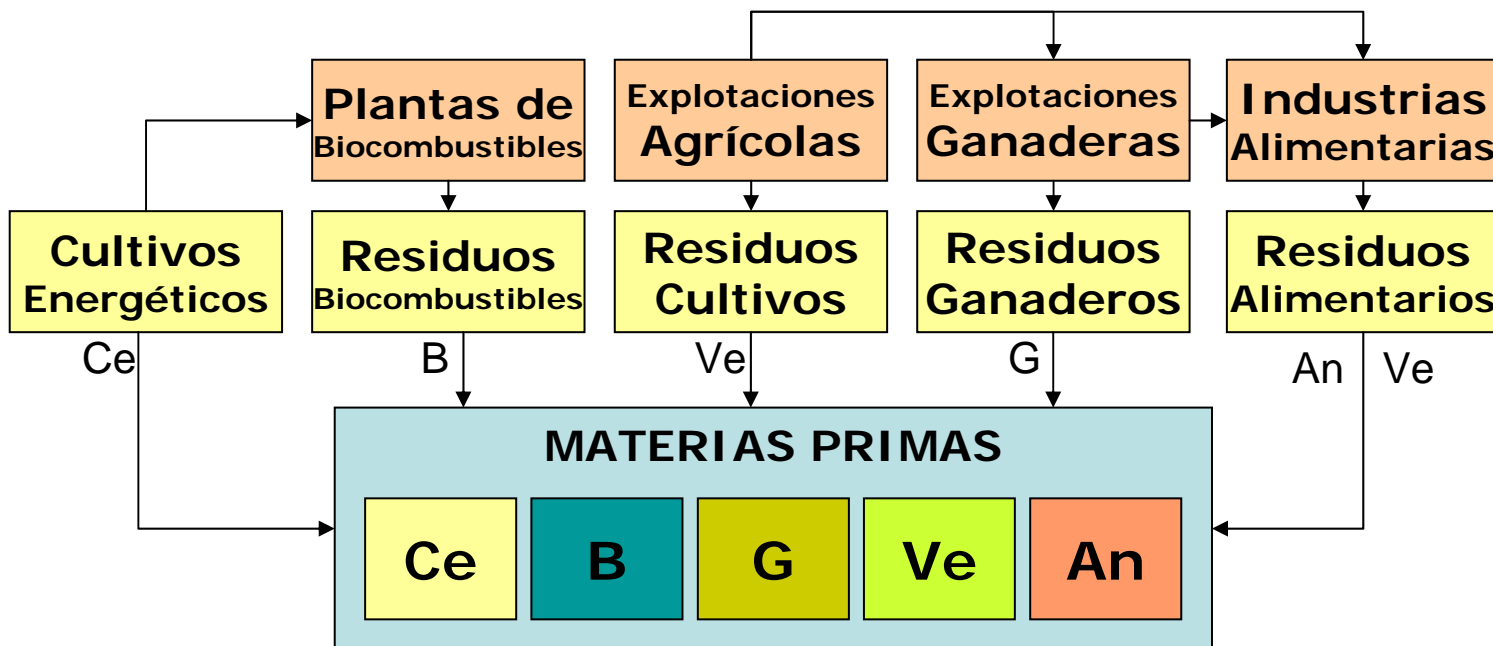 Plantas de
Biocombustibles
Explotaciones
Agrícolas
Explotaciones
Ganaderas
Industrias
Alimentarias
Cultivos
Energéticos
Residuos
Biocombustibles
Residuos
Cultivos
Residuos
Ganaderos
Residuos
Alimentarios
Ce
B
Ve
G
An
Ve
MATERIAS PRIMAS
Ce
B
G
Ve
An